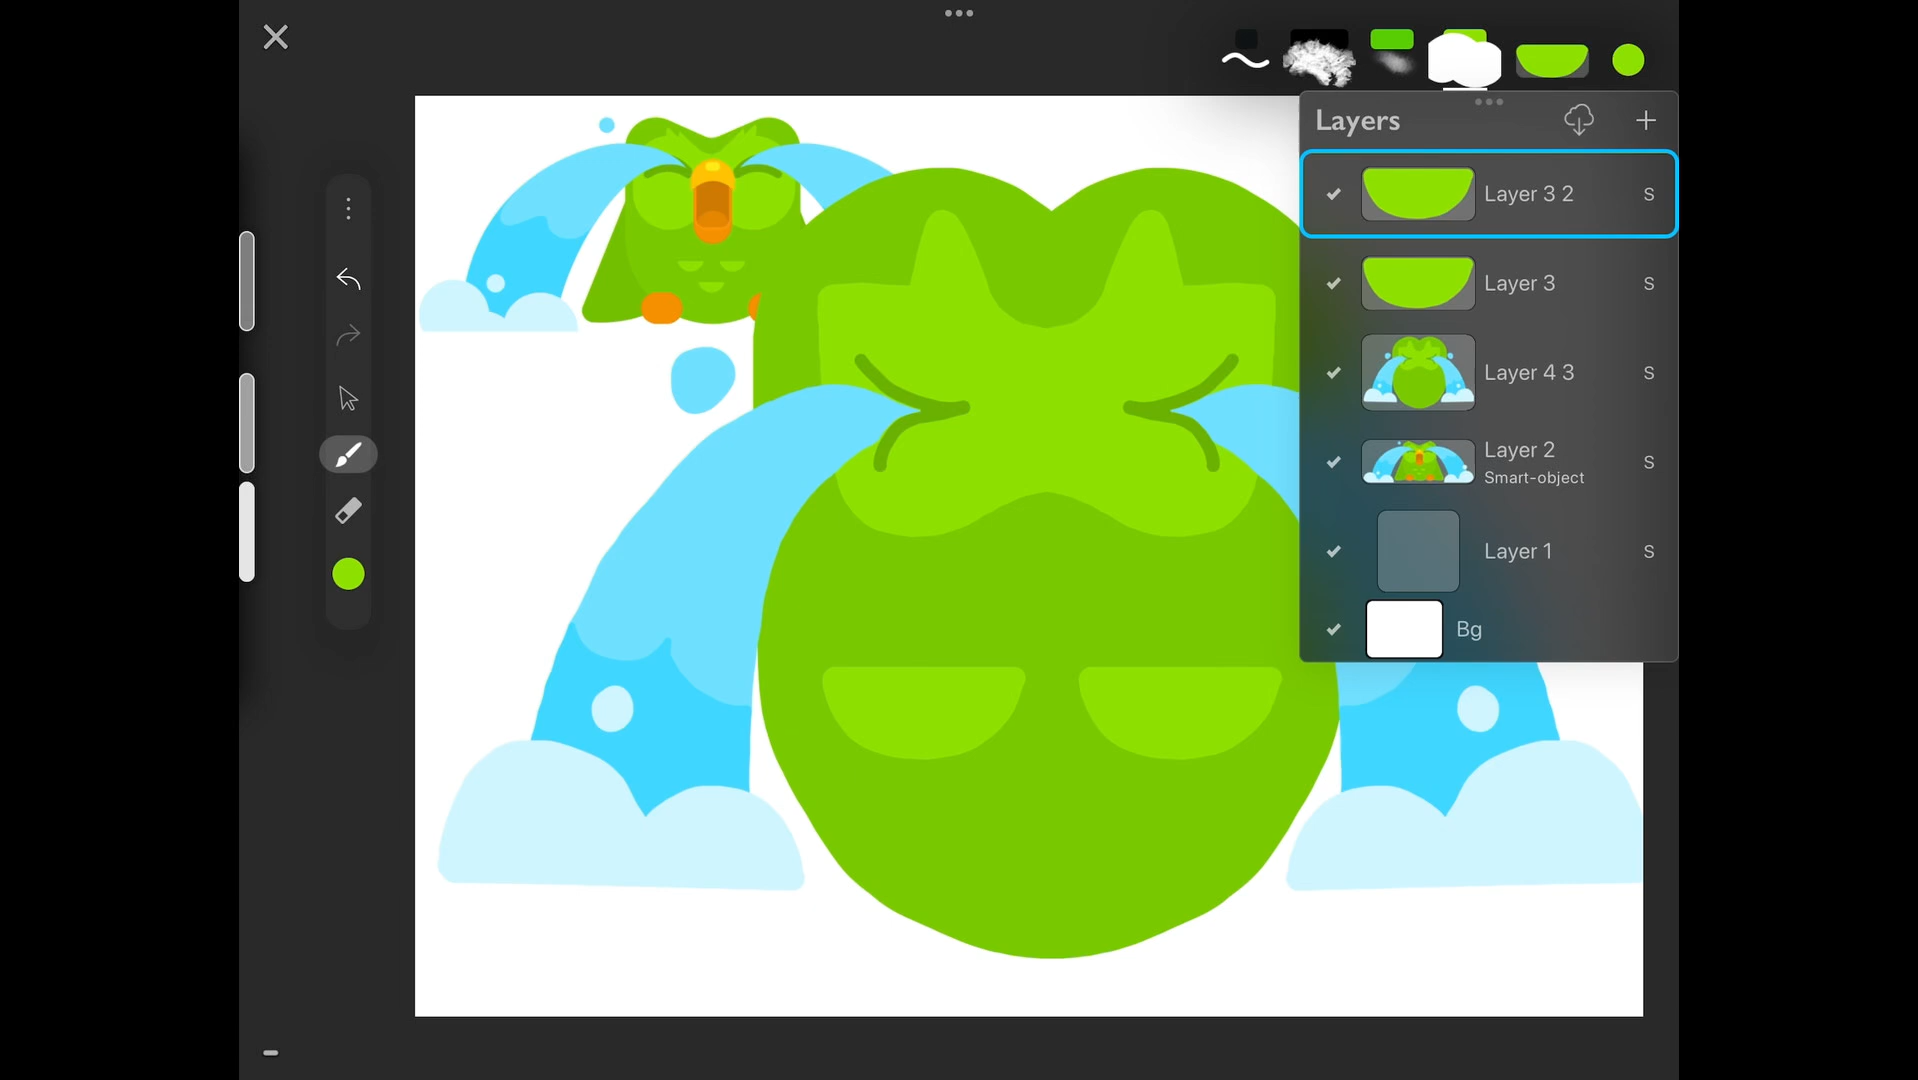 Layers
Layer 3 2 S
Layer 3 S
Layer 4 3 S
Layer 2 S
Smart-object
Layer 1 S
Bg